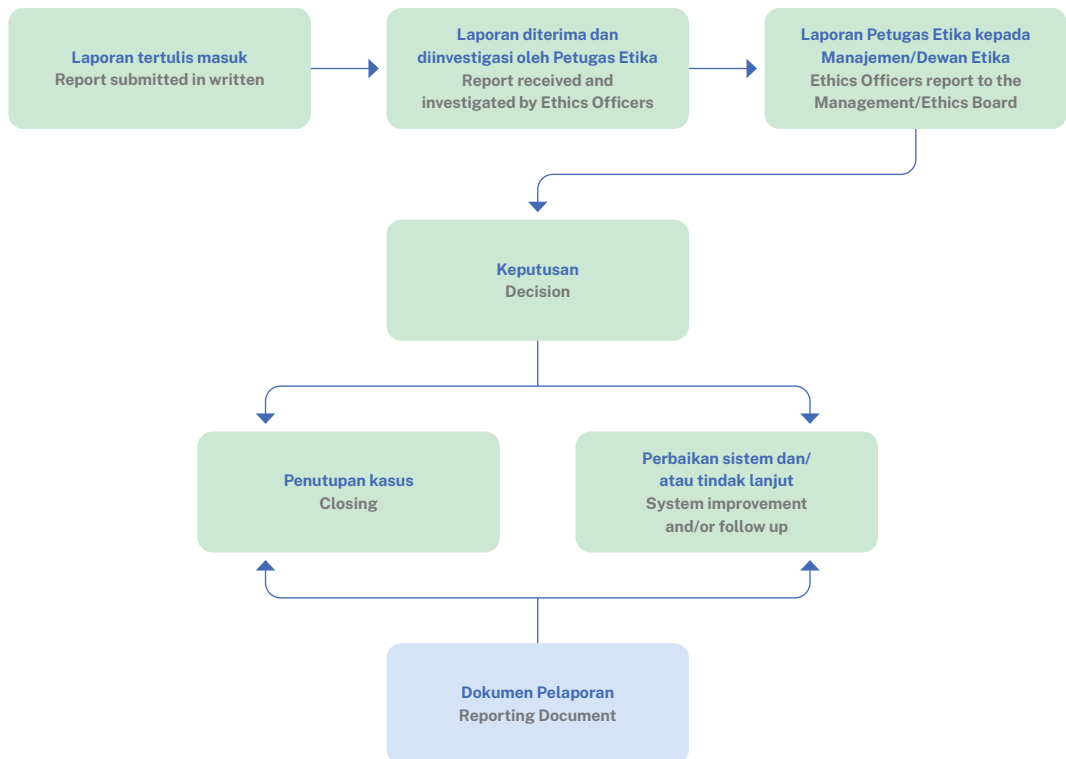 Laporan tertulis masuk
Report submitted in written
Laporan diterima dan
diinvestigasi oleh Petugas Etika
Report received and
investigated by Ethics Officers
Laporan Petugas Etika kepada
Manajemen/Dewan Etika
Ethics Officers report to the
Management/Ethics Board
Keputusan
Decision
Penutupan kasus
Closing
Perbaikan sistem dan/
atau tindak lanjut
System improvement
and/or follow up
Dokumen Pelaporan
Reporting Document